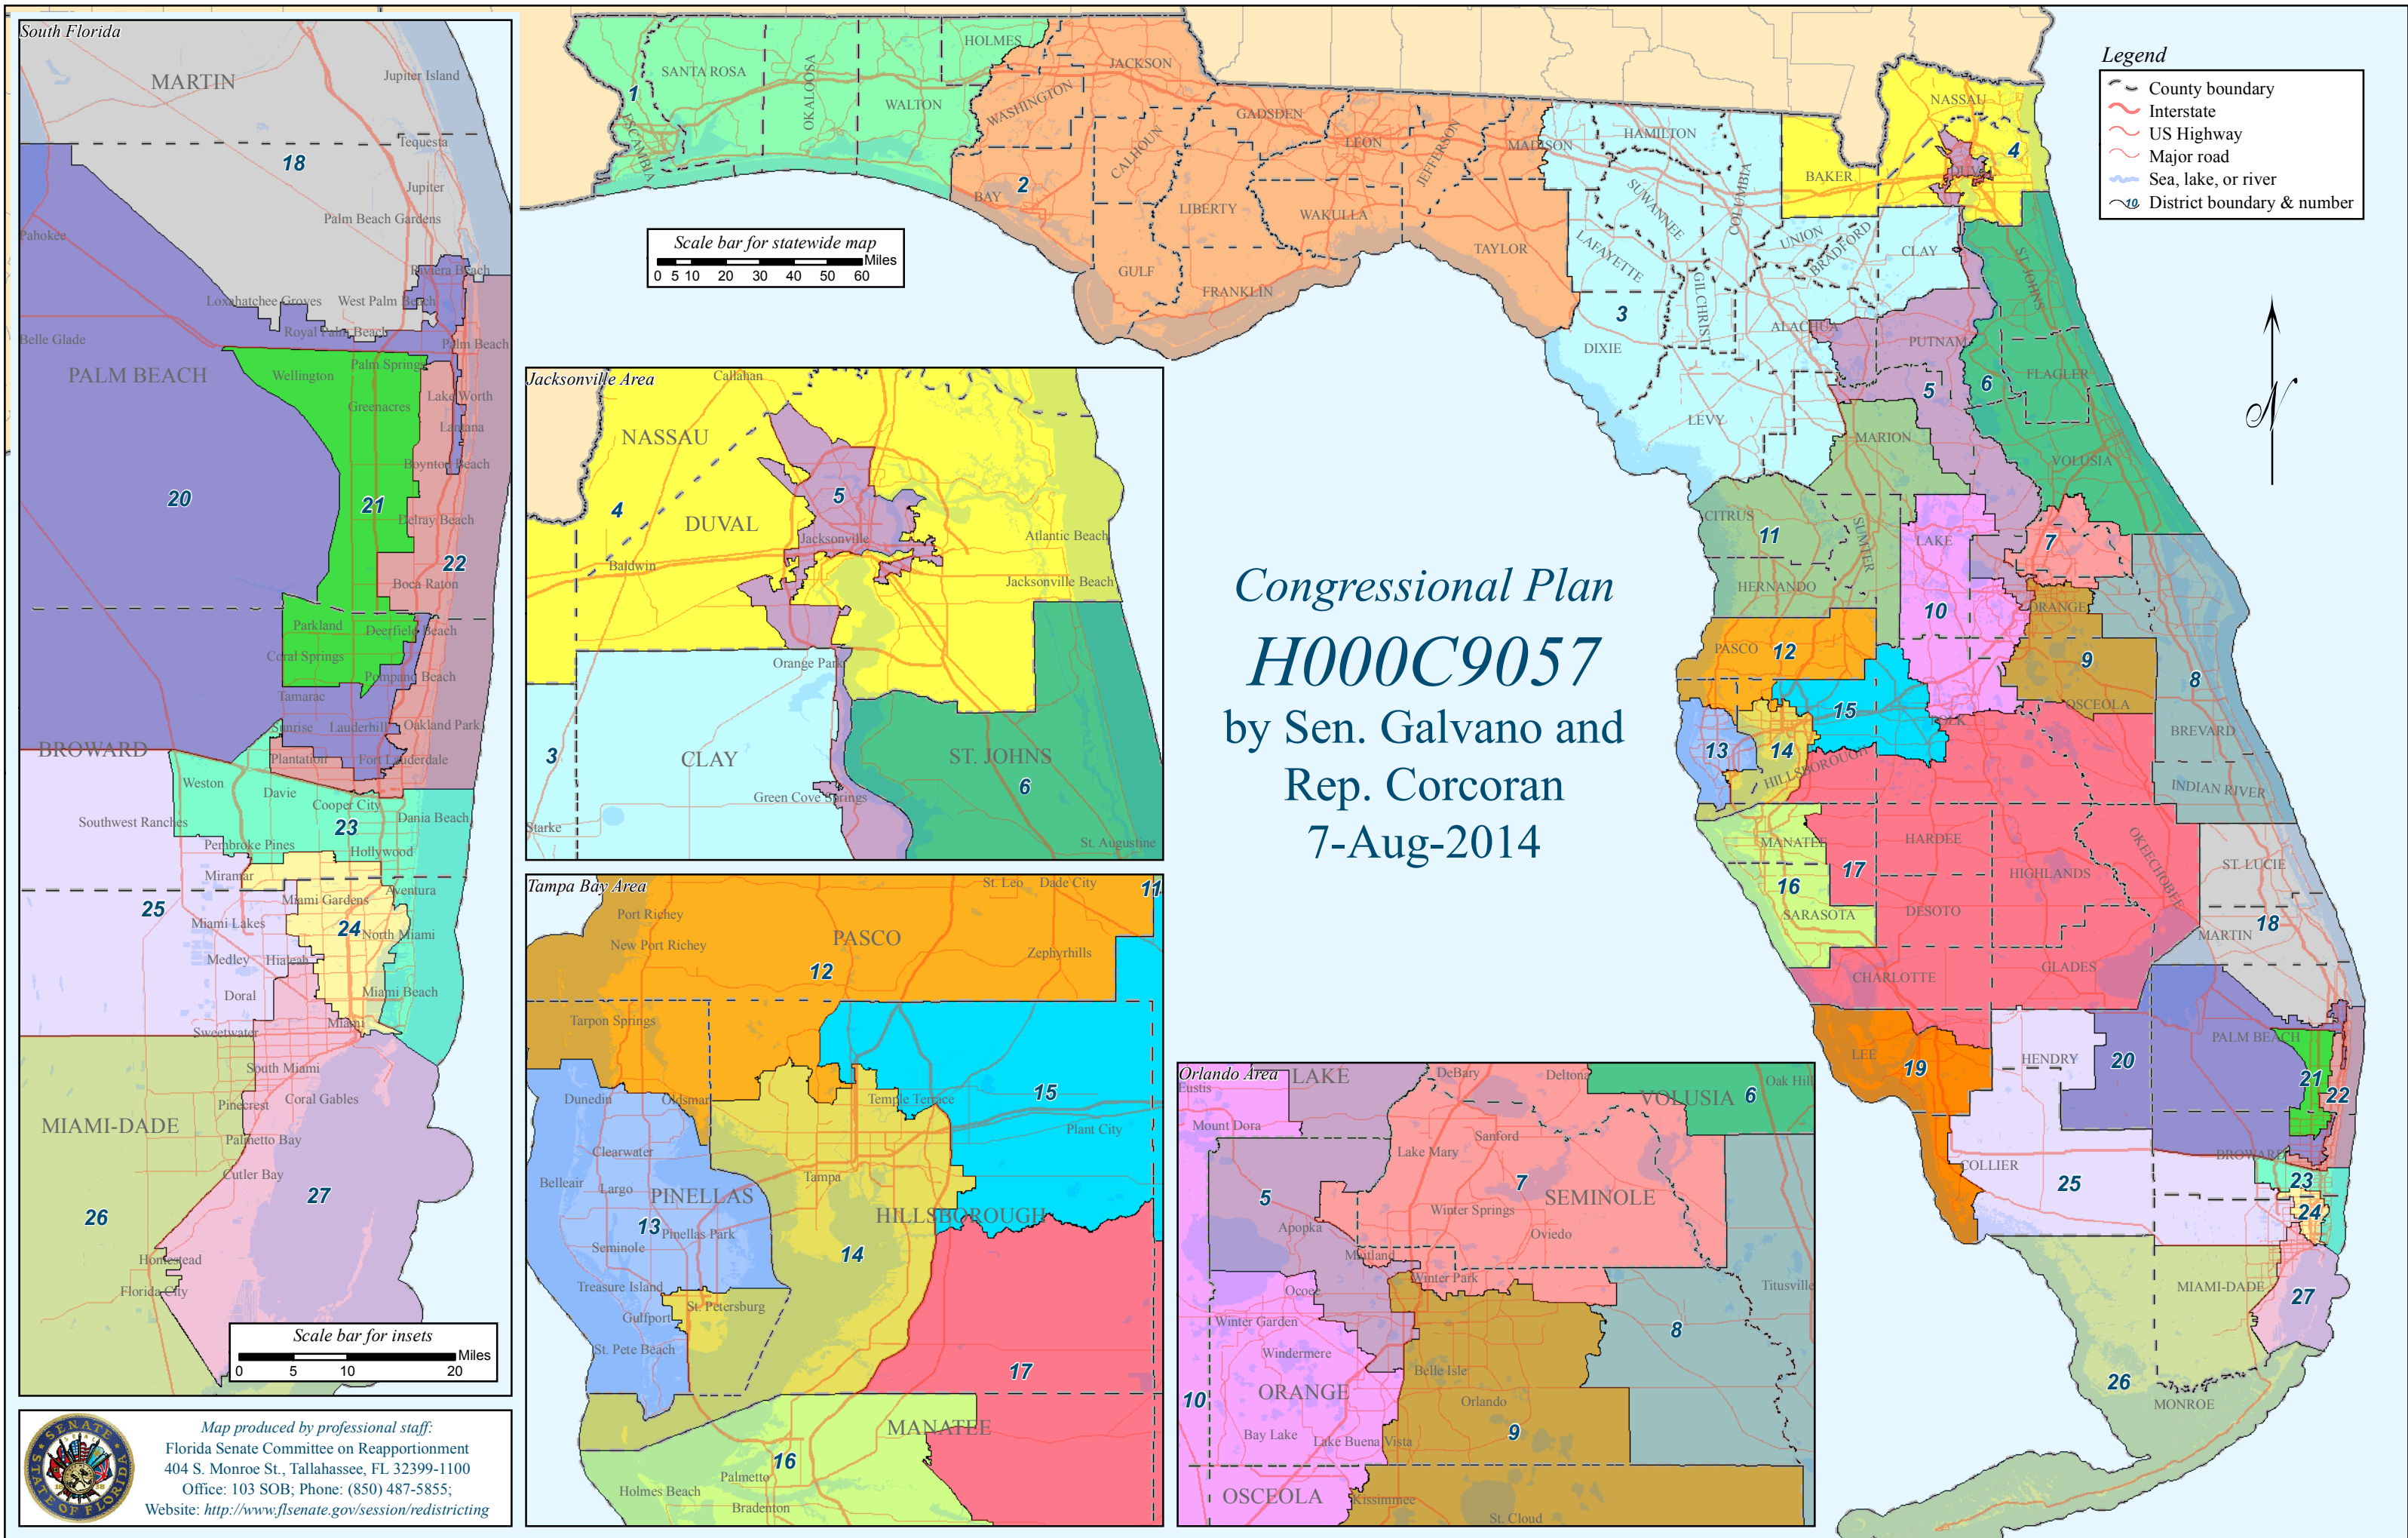 South Florida
MARTIN
Jupiter Island
Tequesta
18
Jupiter
Palm Beach Gardens
Pahokee
Riviera Beach
Loxahatchee Groves
West Palm Beach
Royal Palm Beach
Belle Glade
Palm Beach
PALM BEACH
Wellington
Palm Springs
Greenacres
Lake Worth
Lantana
Boynton Beach
20
21
Delray Beach
22
Boca Raton
Parkland
Deerfield Beach
Coral Springs
Pompano Beach
Tamarac
Sunrise
Lauderhill
Oakland Park
BROWARD
Plantation
Fort Lauderdale
Weston
Davie
Cooper City
Dania Beach
Southwest Ranches
23
Pembroke Pines
Hollywood
Miramar
Aventura
25
Miami Gardens
Miami Lakes
24
North Miami
Medley
Hialeah
Doral
Miami Beach
Sweetwater
Miami
South Miami
Coral Gables
Pinecrest
MIAMI-DADE
Palmetto Bay
Cutler Bay
27
26
Homestead
Florida City
Scale bar for insets
Miles
0 5 10 20
Map produced by professional staff:
Florida Senate Committee on Reapportionment
404 S. Monroe St., Tallahassee, FL 32399-1100
Office: 103 SOB; Phone: (850) 487-5855;
Website: http://www.flsenate.gov/session/redistricting
SENATE
STATE OF FLORIDA
HOLMES
JACKSON
SANTA ROSA
OKALOOSA
WALTON
WASHINGTON
1
ESCAMBIA
GADSDEN
CALHOUN
LEON
JEFFERSON
MADISON
HAMILTON
BAY
2
LIBERTY
WAKULLA
TAYLOR
GULF
FRANKLIN
SUWANNEE
COLUMBIA
LAFAYETTE
BAKER
NASSAU
4
DUVAL
UNION
BRADFORD
CLAY
ST. JOHNS
GILCHRIST
3
DIXIE
ALACHUA
PUTNAM
5
6
FLAGLER
LEVY
MARION
VOLUSIA
CITRUS
11
SUMTER
LAKE
7
HERNANDO
10
ORANGE
PASCO
12
9
8
OSCEOLA
15
POLK
BREVARD
13
14
HILLSBOROUGH
INDIAN RIVER
MANATEE
17
HARDEE
OKEECHOBEE
ST. LUCIE
16
HIGHLANDS
SARASOTA
DESOTO
18
MARTIN
CHARLOTTE
GLADES
LEE
19
HENDRY
20
PALM BEACH
21
22
COLLIER
25
BROWARD
23
24
MIAMI-DADE
27
26
MONROE
Scale bar for statewide map
Miles
0 5 10 20 30 40 50 60
Legend
County boundary
Interstate
US Highway
Major road
Sea, lake, or river
10 District boundary & number
N
Congressional Plan
H000C9057
by Sen. Galvano and
Rep. Corcoran
7-Aug-2014
Jacksonville Area
Callahan
NASSAU
5
4
DUVAL
Jacksonville
Atlantic Beach
Baldwin
Jacksonville Beach
Orange Park
3
CLAY
ST. JOHNS
6
Green Cove Springs
Starke
St. Augustine
Tampa Bay Area
St. Leo
Dade City
11
Port Richey
New Port Richey
PASCO
Zephyrhills
12
Tarpon Springs
Dunedin
Oldsmar
Temple Terrace
15
Plant City
Clearwater
Belleair
Largo
PINELLAS
Tampa
HILLSBOROUGH
13
Pinellas Park
Seminole
14
Treasure Island
St. Petersburg
Gulfport
St. Pete Beach
17
MANATEE
16
Palmetto
Holmes Beach
Bradenton
Orlando Area
Eustis
LAKE
DeBary
Deltona
Oak Hill
VOLUSIA
6
Mount Dora
Sanford
Lake Mary
5
7
SEMINOLE
Winter Springs
Apopka
Oviedo
Maitland
Winter Park
Titusville
Ocoee
Winter Garden
8
Windermere
Belle Isle
ORANGE
10
Orlando
9
Bay Lake
Lake Buena Vista
OSCEOLA
Kissimmee
St. Cloud